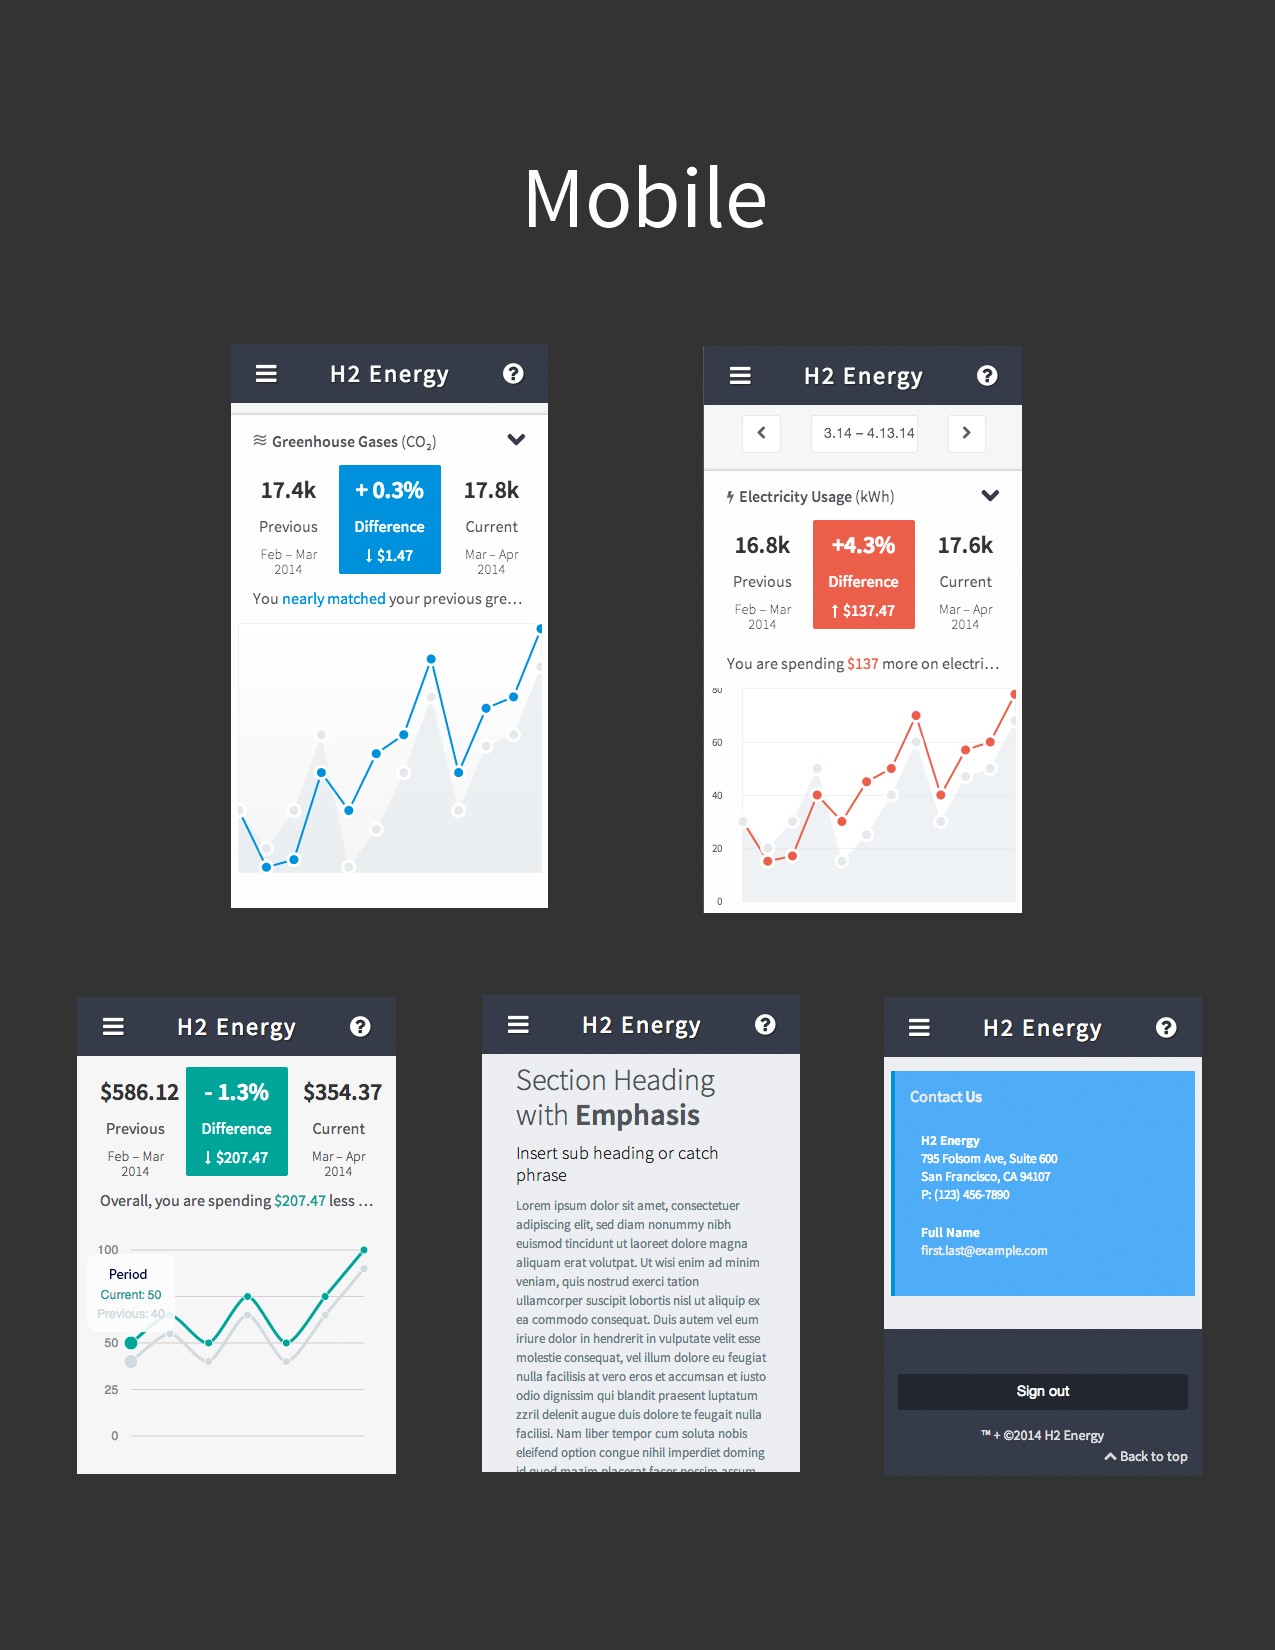 Mobile
H2 Energy
Greenhouse Gases (CO₂)
17.4k
+ 0.3%
17.8k
Previous
Difference
Current
Feb – Mar
2014
↓ $1.47
Mar – Apr
2014
You nearly matched your previous gre…
H2 Energy
3.14 – 4.13.14
Electricity Usage (kWh)
16.8k
+4.3%
17.6k
Previous
Difference
Current
Feb – Mar
2014
↑ $137.47
Mar – Apr
2014
You are spending $137 more on electri…
80
60
40
20
0
H2 Energy
$586.12
- 1.3%
$354.37
Previous
Difference
Current
Feb – Mar
2014
↓ $207.47
Mar – Apr
2014
Overall, you are spending $207.47 less …
100
Period
Current: 50
Previous: 40
50
25
0
H2 Energy
Section Heading
with Emphasis
Insert sub heading or catch
phrase
Lorem ipsum dolor sit amet, consectetuer
adipiscing elit, sed diam nonummy nibh
euismod tincidunt ut laoreet dolore magna
aliquam erat volutpat. Ut wisi enim ad minim
veniam, quis nostrud exerci tation
ullamcorper suscipit lobortis nisl ut aliquip ex
ea commodo consequat. Duis autem vel eum
iriure dolor in hendrerit in vulputate velit esse
molestie consequat, vel illum dolore eu feugiat
nulla facilisis at vero eros et accumsan et iusto
odio dignissim qui blandit praesent luptatum
zzril delenit augue duis dolore te feugait nulla
facilisi. Nam liber tempor cum soluta nobis
eleifend option congue nihil imperdiet doming
id quod mazim placerat facer possim assum
H2 Energy
Contact Us
H2 Energy
795 Folsom Ave, Suite 600
San Francisco, CA 94107
P: (123) 456-7890
Full Name
first.last@example.com
Sign out
™ + ©2014 H2 Energy
Back to top